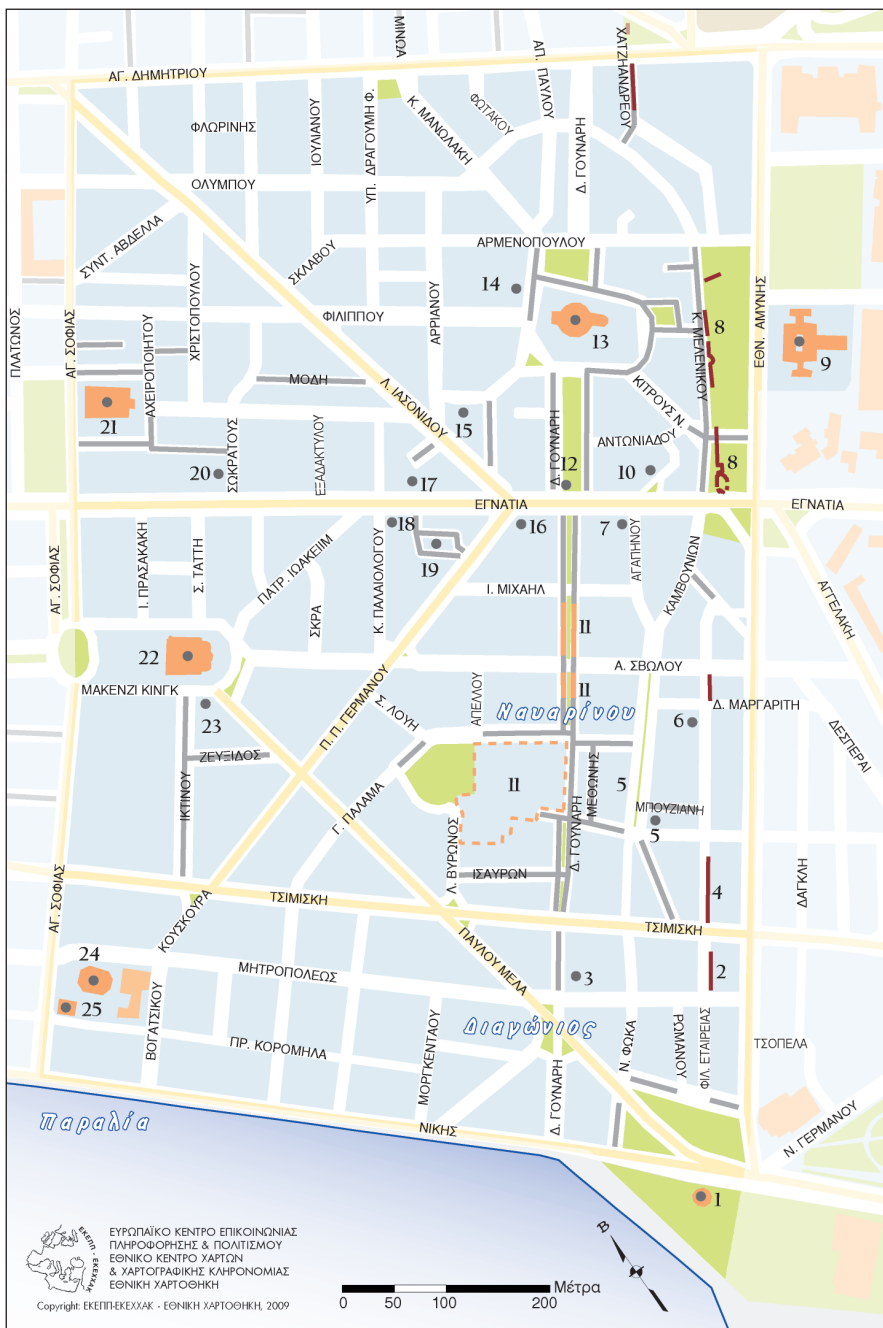 ΜΙΝΩΑ
ΑΠ. ΠΑΥΛΟΥ
ΧΑΤΖΗΑΝΔΡΕΟΥ
ΑΓ. ΔΗΜΗΤΡΙΟΥ
ΦΛΩΡΙΝΗΣ
ΙΟΥΛΙΑΝΟΥ
ΥΠ. ΔΡΑΓΟΥΜΗ Φ.
Κ. ΜΑΝΩΛΑΚΗ
ΦΩΤΑΚΟΥ
Δ. ΓΟΥΝΑΡΗ
ΟΛΥΜΠΟΥ
ΣΥΝΤ. ΑΒΔΕΛΛΑ
ΣΚΛΑΒΟΥ
ΑΡΜΕΝΟΠΟΥΛΟΥ
ΠΛΑΤΩΝΟΣ
ΑΓ. ΣΟΦΙΑΣ
ΧΡΙΣΤΟΠΟΥΛΟΥ
ΦΙΛΙΠΠΟΥ
ΑΡΡΙΑΝΟΥ
14
13
8
Κ. ΜΕΛΕΝΙΚΟΥ
ΕΘΝ. ΑΜΥΝΗΣ
9
ΑΧΕΙΡΟΠΟΙΗΤΟΥ
ΜΟΔΗ
Λ. ΙΑΣΟΝΙΔΟΥ
ΚΙΤΡΟΥΣ Ν.
21
15
ΑΝΤΩΝΙΑΔΟΥ
20
ΣΩΚΡΑΤΟΥΣ
ΕΞΑΔΑΚΤΥΛΟΥ
17
Δ. ΓΟΥΝΑΡΗ
12
10
8
ΕΓΝΑΤΙΑ
ΕΓΝΑΤΙΑ
18
16
7
19
ΑΓ. ΣΟΦΙΑΣ
Ι. ΠΡΑΣΑΚΑΚΗ
Σ. ΤΑΤΤΗ
ΠΑΤΡ. ΙΩΑΚΕΙΜ
ΣΚΡΑ
Κ. ΠΑΛΑΙΟΛΟΓΟΥ
Ι. ΜΙΧΑΗΛ
ΑΓΑΠΗΝΟΥ
ΚΑΜΒΟΥΝΙΩΝ
ΑΓΓΕΛΑΚΗ
11
22
Α. ΣΒΩΛΟΥ
ΜΑΚΕΝΖΙ ΚΙΝΓΚ
11
Π. Π. ΓΕΡΜΑΝΟΥ
Σ. ΛΟΥΗ
ΑΠΕΛΛΟΥ
Ναυαρίνου
Δ. ΜΑΡΓΑΡΙΤΗ
ΔΕΣΠΕΡΑΙ
23
6
ΖΕΥΞΙΔΟΣ
ΙΚΤΙΝΟΥ
Γ. ΠΑΛΑΜΑ
11
Δ. ΓΟΥΝΑΡΗ
ΜΕΘΩΝΗΣ
5
ΜΠΟΥΖΙΑΝΗ
5
Λ. ΒΥΡΩΝΟΣ
ΙΣΑΥΡΩΝ
4
ΔΑΓΚΛΗ
ΑΓ. ΣΟΦΙΑΣ
ΤΣΙΜΙΣΚΗ
ΤΣΙΜΙΣΚΗ
ΚΟΥΣΚΟΥΡΑ
ΠΑΥΛΟΥ ΜΕΛΑ
24
ΜΗΤΡΟΠΟΛΕΩΣ
3
2
25
ΒΟΓΑΤΣΙΚΟΥ
ΠΡ. ΚΟΡΟΜΗΛΑ
ΜΟΡΓΚΕΝΤΑΟΥ
Διαγώνιος
Ν. ΦΩΚΑ
ΡΩΜΑΝΟΥ
ΦΙΛ. ΕΤΑΙΡΕΙΑΣ
ΤΣΟΠΕΛΑ
Δ. ΓΟΥΝΑΡΗ
Παραλία
ΝΙΚΗΣ
Ν. ΓΕΡΜΑΝΟΥ
1
Β
ΕΚΕΠΠ - ΕΚΕΧΧΑΚ
ΕΥΡΩΠΑΪΚΟ ΚΕΝΤΡΟ ΕΠΙΚΟΙΝΩΝΙΑΣ
ΠΛΗΡΟΦΟΡΗΣΗΣ & ΠΟΛΙΤΙΣΜΟΥ
ΕΘΝΙΚΟ ΚΕΝΤΡΟ ΧΑΡΤΩΝ
& ΧΑΡΤΟΓΡΑΦΙΚΗΣ ΚΛΗΡΟΝΟΜΙΑΣ
ΕΘΝΙΚΗ ΧΑΡΤΟΘΗΚΗ
Copyright: ΕΚΕΠΠ-ΕΚΕΧΧΑΚ - ΕΘΝΙΚΗ ΧΑΡΤΟΘΗΚΗ, 2009
Μέτρα
0 50 100 200